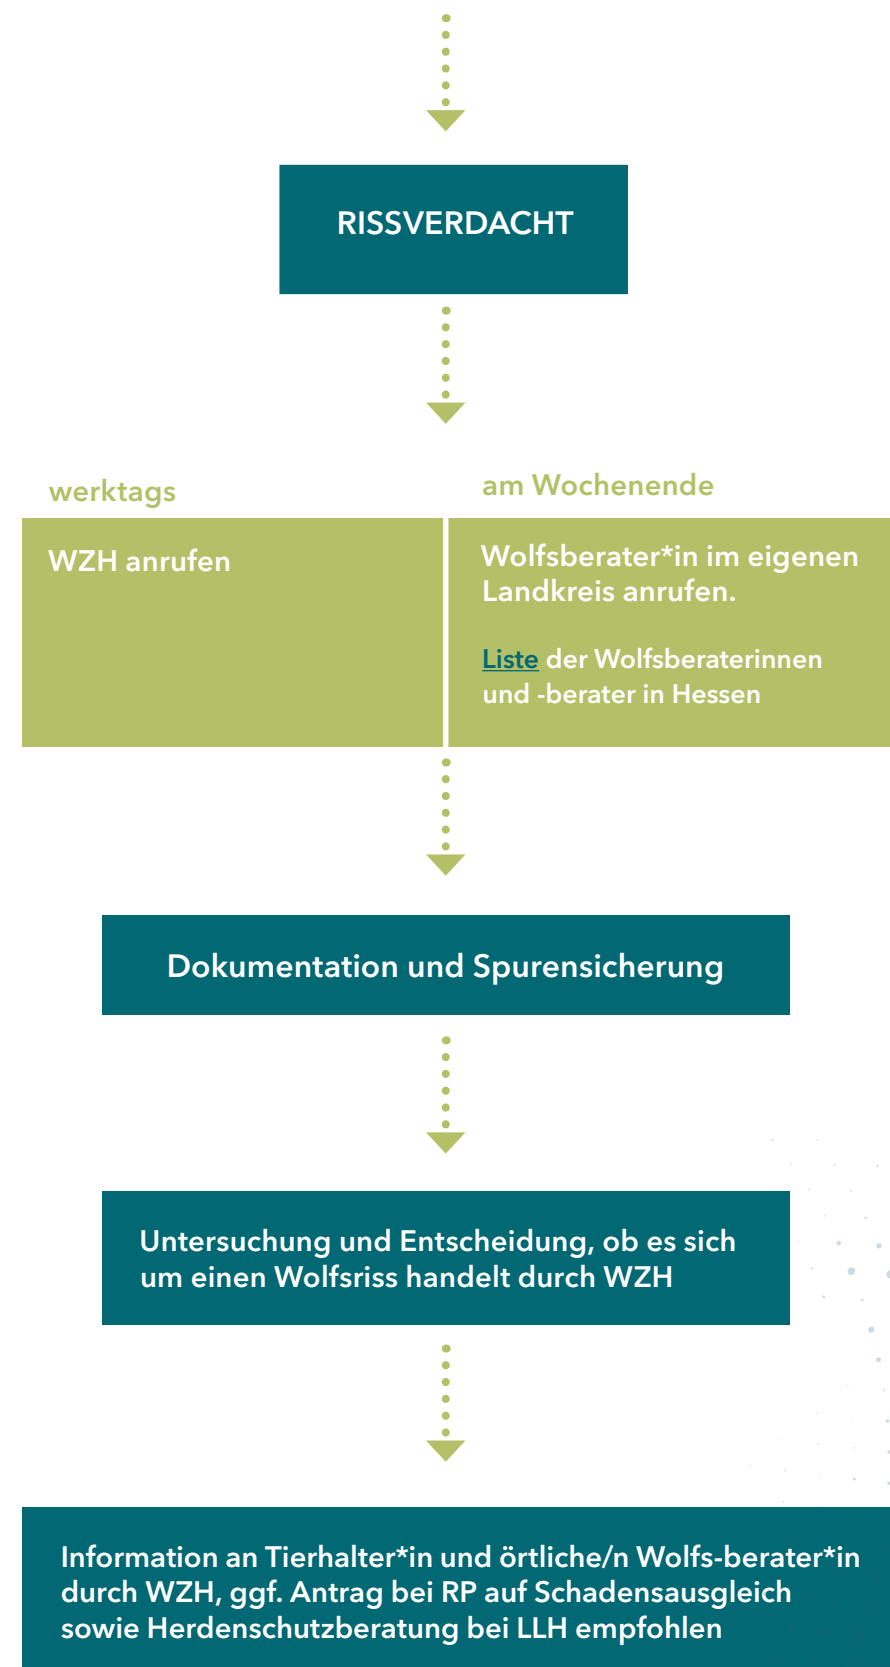 RISSVERDACHT
werktags
WZH anrufen
am Wochenende
Wolfsberater*in im eigenen
Landkreis anrufen.
Liste der Wolfsberaterinnen
und -berater in Hessen
Dokumentation und Spurensicherung
Untersuchung und Entscheidung, ob es sich
um einen Wolfsriss handelt durch WZH
Information an Tierhalter*in und örtliche/n Wolfs-berater*in
durch WZH, ggf. Antrag bei RP auf Schadensausgleich
sowie Herdenschutzberatung bei LLH empfohlen